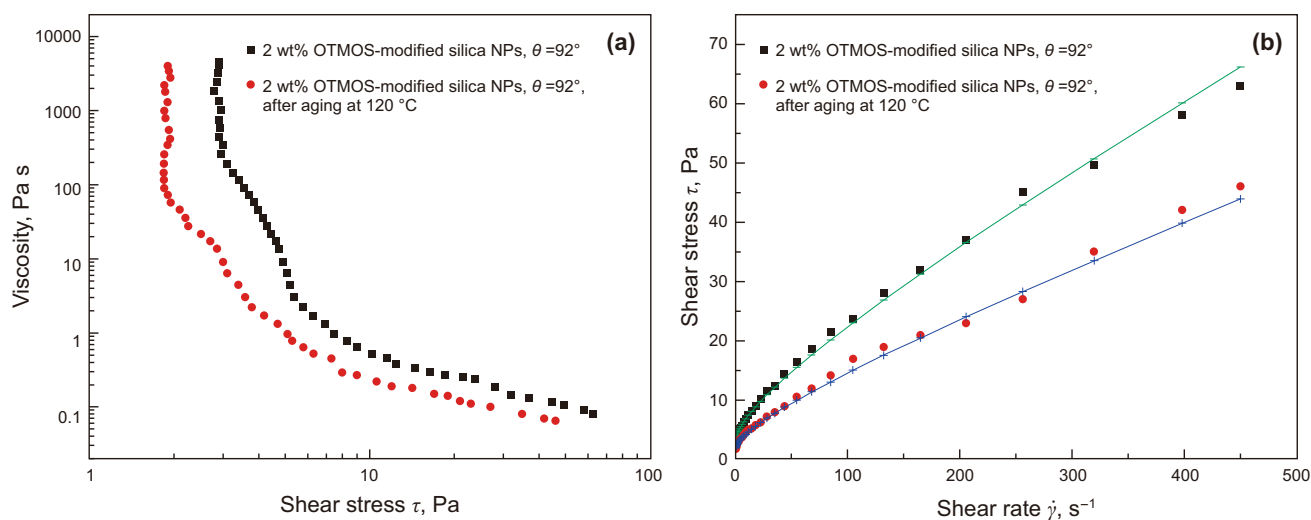 (a)
2 wt% OTMOS-modified silica NPs, θ =92°
2 wt% OTMOS-modified silica NPs, θ =92°,
after aging at 120 °C
10000
1000
100
10
1
0.1
Viscosity, Pa s
1
10
100
Shear stress τ, Pa
(b)
2 wt% OTMOS-modified silica NPs, θ =92°
2 wt% OTMOS-modified silica NPs, θ =92°,
after aging at 120 °C
70
60
50
40
30
20
10
0
Shear stress τ, Pa
0
100
200
300
400
500
Shear rate γ̇, s⁻¹